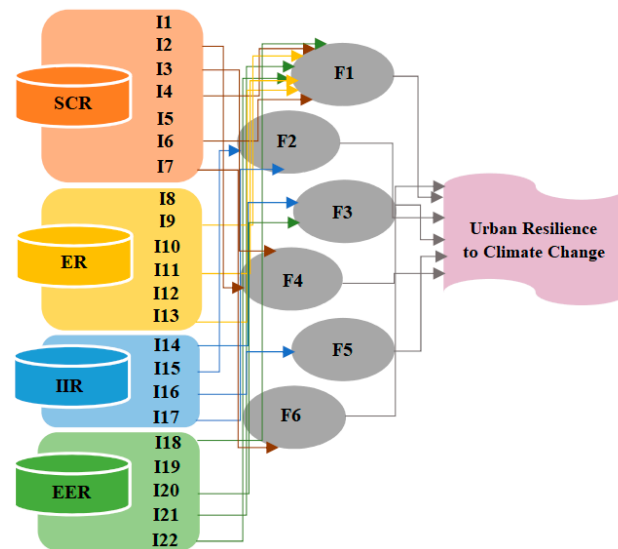 I1
I2
I3
I4
I5
I6
I7
SCR
I8
I9
I10
I11
I12
I13
ER
I14
I15
I16
I17
IIR
I18
I19
I20
I21
I22
EER
F1
F2
F3
F4
F5
F6
Urban Resilience
to Climate Change